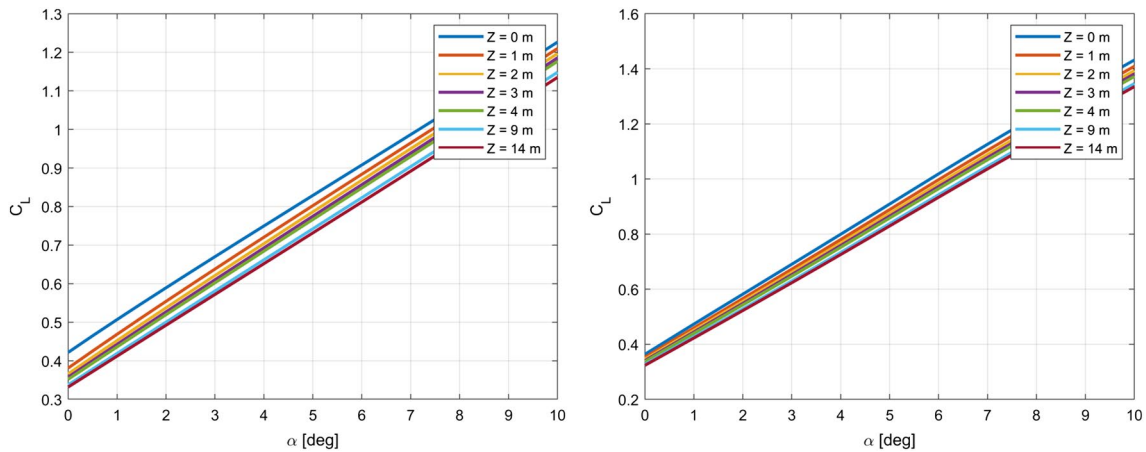 1.3
1.2
1.1
1
0.9
0.8
0.7
0.6
0.5
0.4
0.3
C_L
0 1 2 3 4 5 6 7 8 9 10
α [deg]
Z = 0 m
Z = 1 m
Z = 2 m
Z = 3 m
Z = 4 m
Z = 9 m
Z = 14 m
1.6
1.4
1.2
1
0.8
0.6
0.4
0.2
C_L
0 1 2 3 4 5 6 7 8 9 10
α [deg]
Z = 0 m
Z = 1 m
Z = 2 m
Z = 3 m
Z = 4 m
Z = 9 m
Z = 14 m